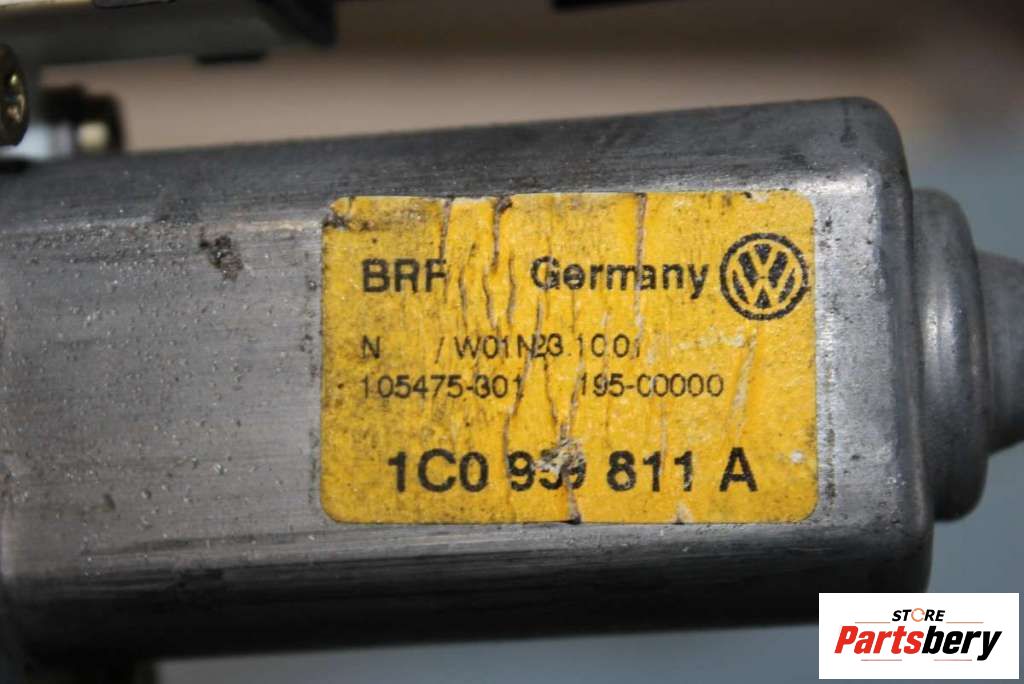 BRF Germany
N / W01N23.10.01
105475-301 195-00000
1C0 959 811 A
STORE
Partsbery